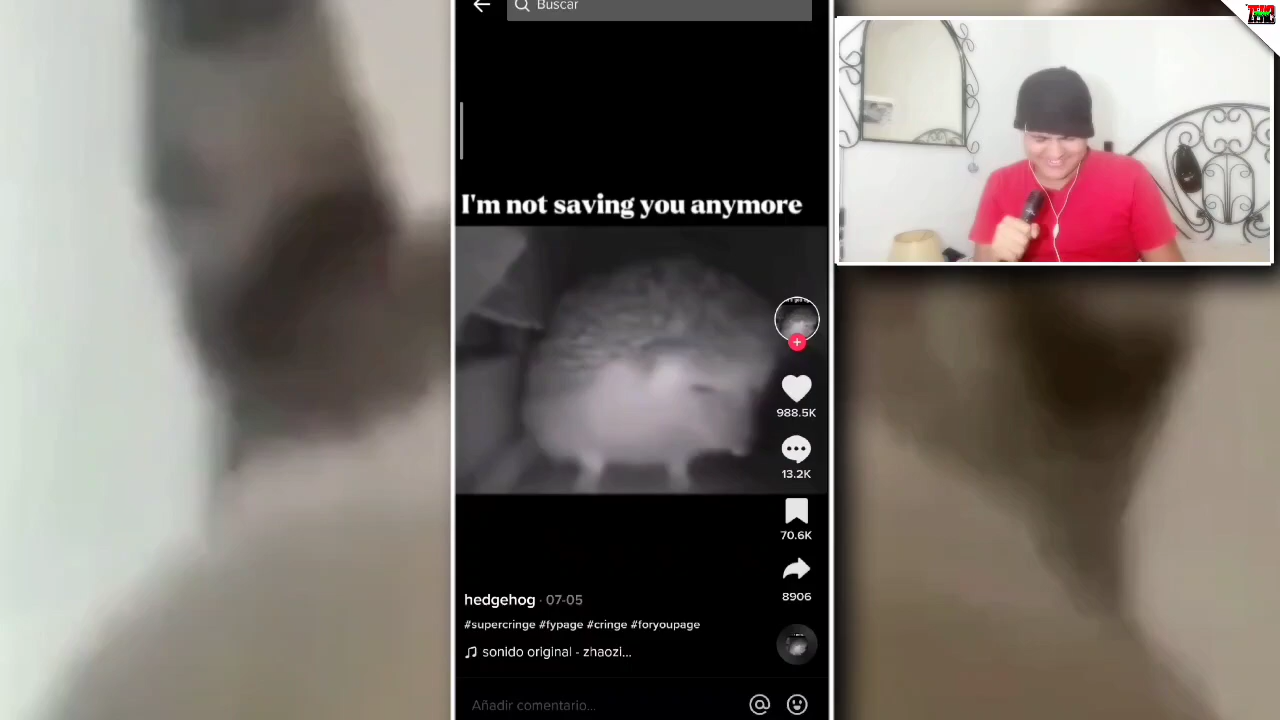 Buscar
I'm not saving you anymore
988.5K
13.2K
70.6K
8906
hedgehog · 07-05
#supercringe #fypage #cringe #foryoupage
sonido original - zhaozi...
Añadir comentario...